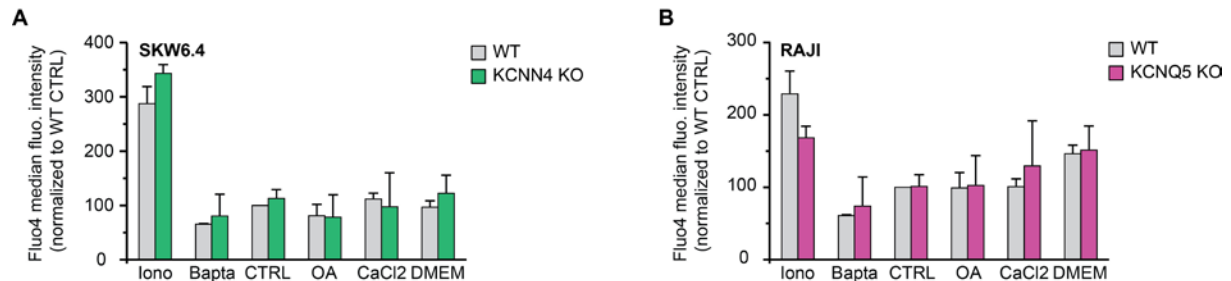 A
SKW6.4
WT
KCNN4 KO
Fluo4 median fluo. intensity
(normalized to WT CTRL)
400
300
200
100
0
Iono Bapta CTRL OA CaCl2 DMEM
B
RAJI
WT
KCNQ5 KO
Fluo4 median fluo. intensity
(normalized to WT CTRL)
300
200
100
0
Iono Bapta CTRL OA CaCl2 DMEM